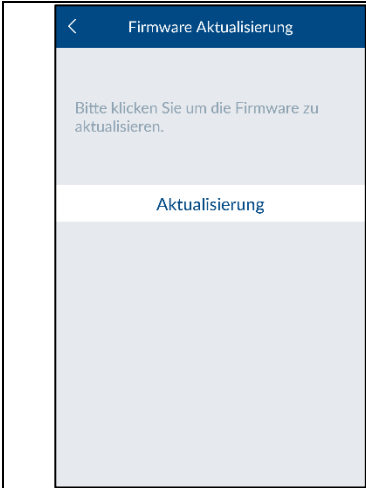 Firmware Aktualisierung
Bitte klicken Sie um die Firmware zu
aktualisieren.
Aktualisierung